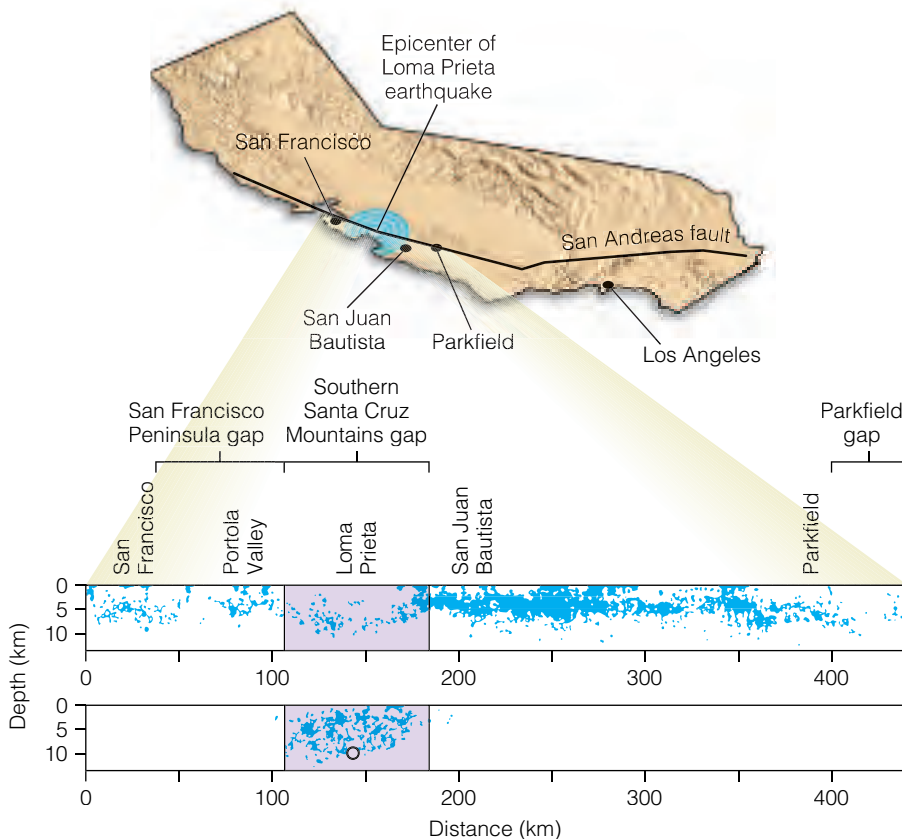 Epicenter of
Loma Prieta
earthquake
San Francisco
San Andreas fault
San Juan
Bautista
Parkfield
Los Angeles
San Francisco
Peninsula gap
Southern
Santa Cruz
Mountains gap
Parkfield
gap
San
Francisco
Portola
Valley
Loma
Prieta
San Juan
Bautista
Parkfield
Depth (km)
0
5
10
0 100 200 300 400
0
5
10
0 100 200 300 400
Distance (km)